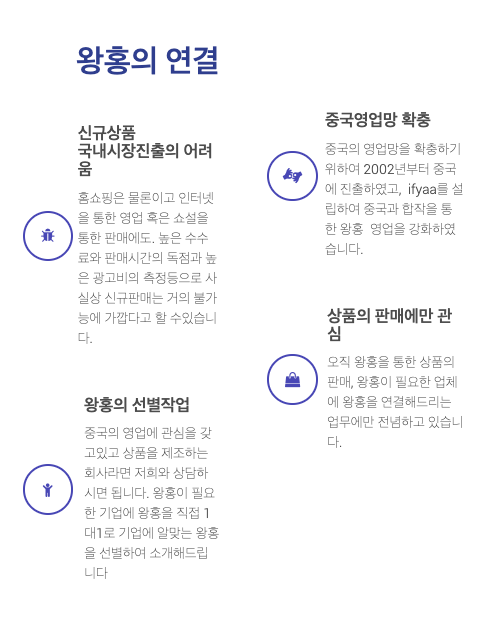 왕홍의 연결
신규상품
국내시장진출의 어려
움
홈쇼핑은 물론이고 인터넷
을 통한 영업 혹은 쇼설을
통한 판매에도. 높은 수수
료와 판매시간의 독점과 높
은 광고비의 측정등으로 사
실상 신규판매는 거의 불가
능에 가깝다고 할 수있습니
다.
왕홍의 선별작업
중국의 영업에 관심을 갖
고있고 상품을 제조하는
회사라면 저희와 상담하
시면 됩니다. 왕홍이 필요
한 기업에 왕홍을 직접 1
대1로 기업에 알맞는 왕홍
을 선별하여 소개해드립
니다
중국영업망 확충
중국의 영업망을 확충하기
위하여 2002년부터 중국
에 진출하였고, ifyaa를 설
립하여 중국과 합작을 통
한 왕홍 영업을 강화하였
습니다.
상품의 판매에만 관
심
오직 왕홍을 통한 상품의
판매, 왕홍이 필요한 업체
에 왕홍을 연결해드리는
업무에만 전념하고 있습니
다.